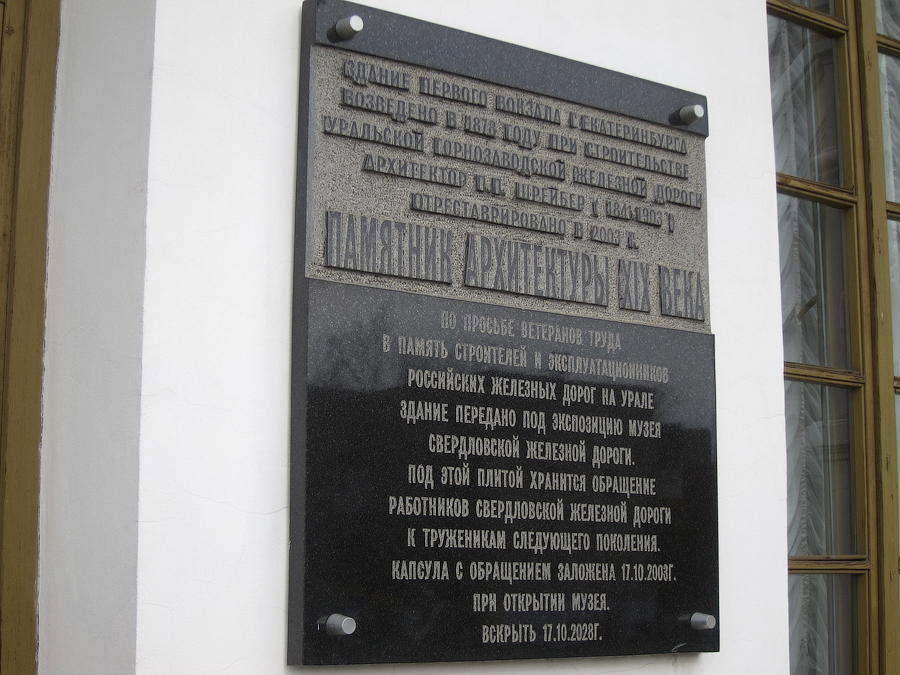 ЗДАНИЕ ПЕРВОГО ВОКЗАЛА Г. ЕКАТЕРИНБУРГА
ВОЗВЕДЕНО В 1878 ГОДУ ПРИ СТРОИТЕЛЬСТВЕ
УРАЛЬСКОЙ ГОРНОЗАВОДСКОЙ ЖЕЛЕЗНОЙ ДОРОГИ
АРХИТЕКТОР П.П. ШРЕЙБЕР ( 1841-1903 )
ОТРЕСТАВРИРОВАНО В 2003 Г.
ПАМЯТНИК АРХИТЕКТУРЫ XIX ВЕКА
ПО ПРОСЬБЕ ВЕТЕРАНОВ ТРУДА
В ПАМЯТЬ СТРОИТЕЛЕЙ И ЭКСПЛУАТАЦИОННИКОВ
РОССИЙСКИХ ЖЕЛЕЗНЫХ ДОРОГ НА УРАЛЕ
ЗДАНИЕ ПЕРЕДАНО ПОД ЭКСПОЗИЦИЮ МУЗЕЯ
СВЕРДЛОВСКОЙ ЖЕЛЕЗНОЙ ДОРОГИ.
ПОД ЭТОЙ ПЛИТОЙ ХРАНИТСЯ ОБРАЩЕНИЕ
РАБОТНИКОВ СВЕРДЛОВСКОЙ ЖЕЛЕЗНОЙ ДОРОГИ
К ТРУЖЕНИКАМ СЛЕДУЮЩЕГО ПОКОЛЕНИЯ.
КАПСУЛА С ОБРАЩЕНИЕМ ЗАЛОЖЕНА 17.10.2003Г.
ПРИ ОТКРЫТИИ МУЗЕЯ.
ВСКРЫТЬ 17.10.2028Г.